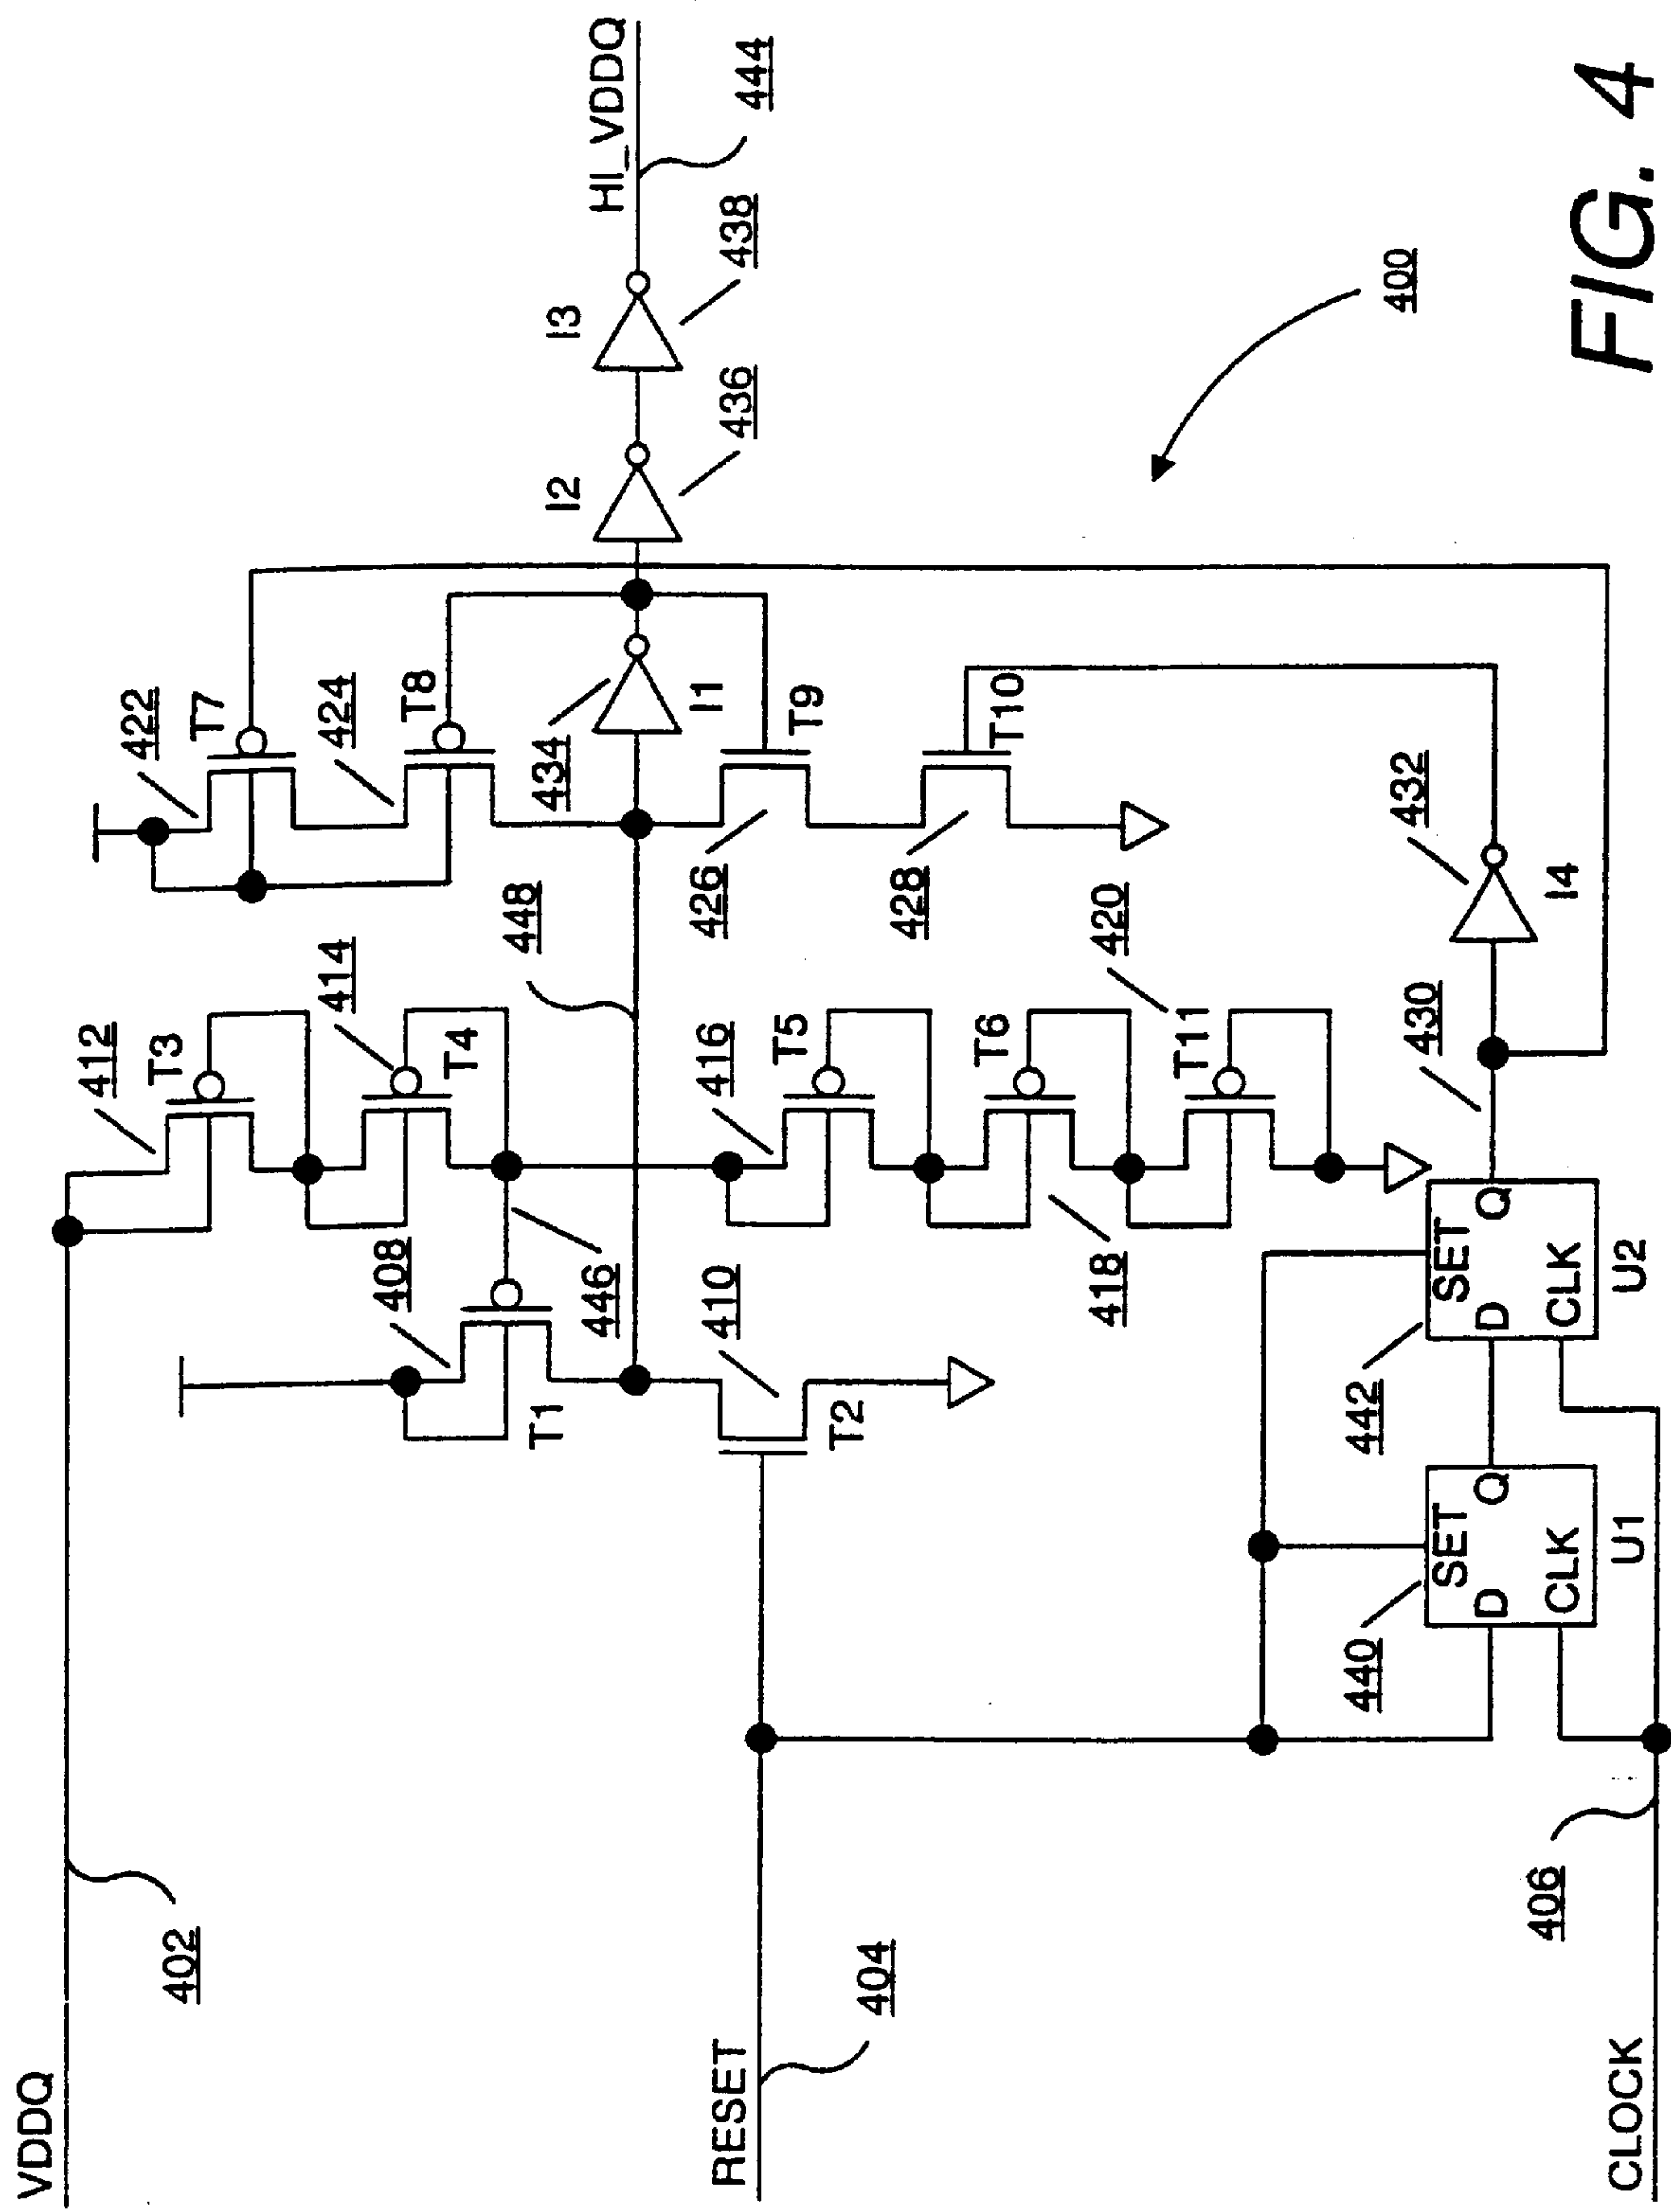 VDDQ
402
RESET
404
CLOCK
406
412
T3
414
T4
408
T1
446
410
T2
448
416
T5
418
T6
420
T11
422
T7
424
T8
434
I1
426
T9
428
T10
I2
436
I3
438
HI_VDDQ
444
440
SET
D
Q
CLK
U1
442
SET
D
Q
CLK
U2
430
432
I4
400
FIG. 4